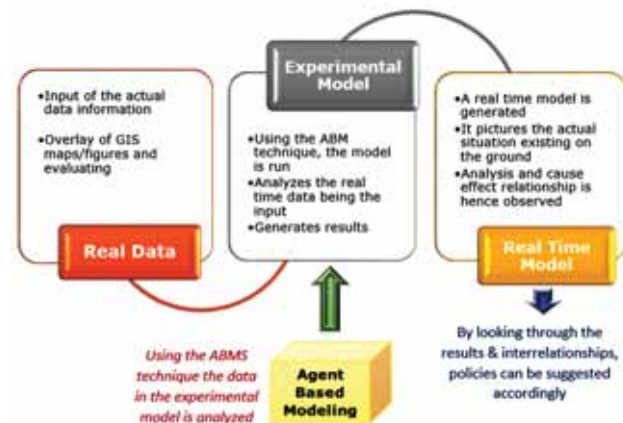 •Input of the actual
data information
•Overlay of GIS
maps/figures and
evaluating
Real Data
Experimental
Model
•Using the ABM
technique, the model
is run
•Analyzes the real
time data being the
input
•Generates results
•A real time model is
generated
•It pictures the actual
situation existing on
the ground
•Analysis and cause
effect relationship is
hence observed
Real Time
Model
Using the ABMS
technique the data
in the experimental
model is analyzed
Agent
Based
Modeling
By looking through the
results & interrelationships,
policies can be suggested
accordingly